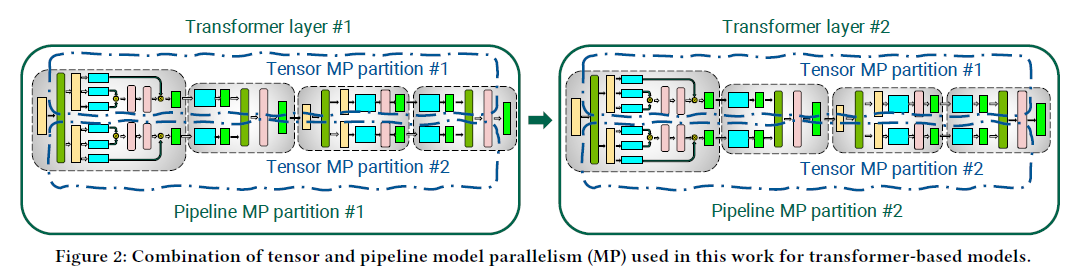 Transformer layer #1
Tensor MP partition #1
Tensor MP partition #2
Pipeline MP partition #1
Transformer layer #2
Tensor MP partition #1
Tensor MP partition #2
Pipeline MP partition #2
Figure 2: Combination of tensor and pipeline model parallelism (MP) used in this work for transformer-based models.